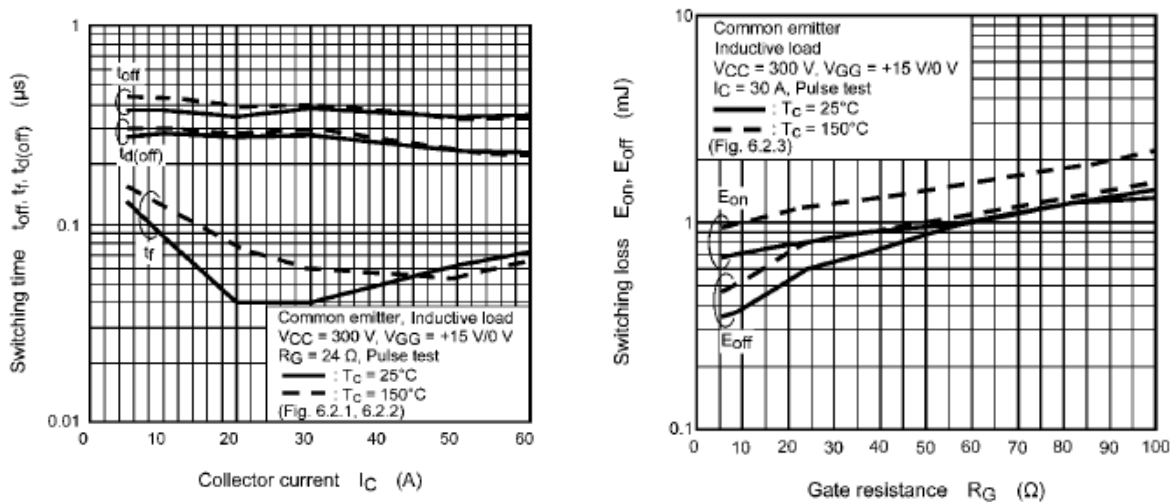 1
0.1
0.01
0
10
20
30
40
50
60
Switching time toff, tf, td(off) (μs)
toff
td(off)
tf
Common emitter, Inductive load
VCC = 300 V, VGG = +15 V/0 V
RG = 24 Ω, Pulse test
: TC = 25°C
: TC = 150°C
(Fig. 6.2.1, 6.2.2)
Collector current IC (A)
10
1
0.1
0
10
20
30
40
50
60
70
80
90
100
Switching loss Eon, Eoff (mJ)
Common emitter
Inductive load
VCC = 300 V, VGG = +15 V/0 V
IC = 30 A, Pulse test
: TC = 25°C
: TC = 150°C
(Fig. 6.2.3)
Eon
Eoff
Gate resistance RG (Ω)